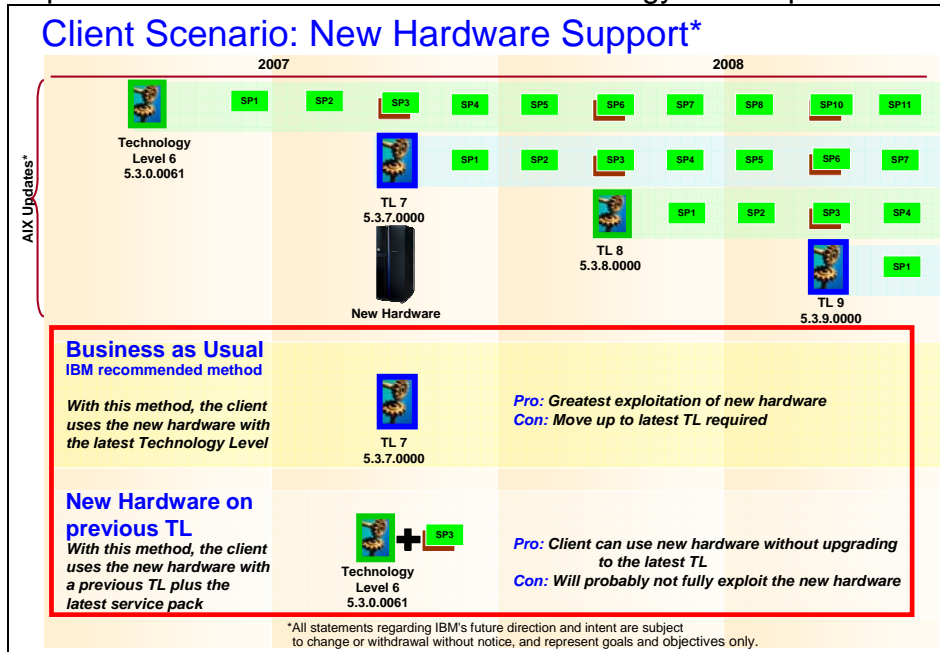 Client Scenario: New Hardware Support*
2007
2008
AIX Updates*
SP1
SP2
SP3
SP4
SP5
SP6
SP7
SP8
SP10
SP11
Technology
Level 6
5.3.0.0061
SP1
SP2
SP3
SP4
SP5
SP6
SP7
TL 7
5.3.7.0000
SP1
SP2
SP3
SP4
TL 8
5.3.8.0000
New Hardware
SP1
TL 9
5.3.9.0000
Business as Usual
IBM recommended method
With this method, the client
uses the new hardware with
the latest Technology Level
TL 7
5.3.7.0000
Pro: Greatest exploitation of new hardware
Con: Move up to latest TL required
New Hardware on
previous TL
With this method, the client
uses the new hardware with
a previous TL plus the
latest service pack
SP3
Technology
Level 6
5.3.0.0061
Pro: Client can use new hardware without upgrading
to the latest TL
Con: Will probably not fully exploit the new hardware
*All statements regarding IBM's future direction and intent are subject
to change or withdrawal without notice, and represent goals and objectives only.